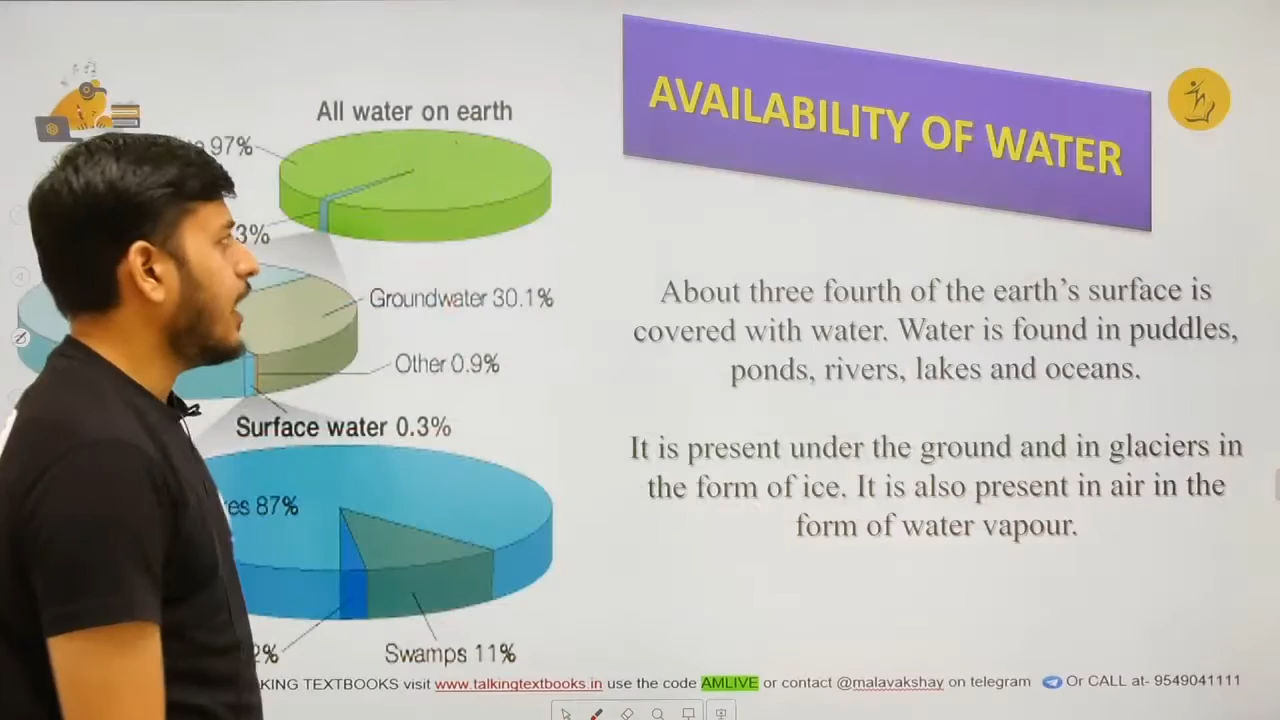 AVAILABILITY OF WATER
All water on earth
97%
3%
Groundwater 30.1%
Other 0.9%
Surface water 0.3%
87%
2%
Swamps 11%
About three fourth of the earth's surface is
covered with water. Water is found in puddles,
ponds, rivers, lakes and oceans.
It is present under the ground and in glaciers in
the form of ice. It is also present in air in the
form of water vapour.
TEXTBOOKS visit www.talkingtextbooks.in use the code AMLIVE or contact @malavakshay on telegram Or CALL at- 9549041111